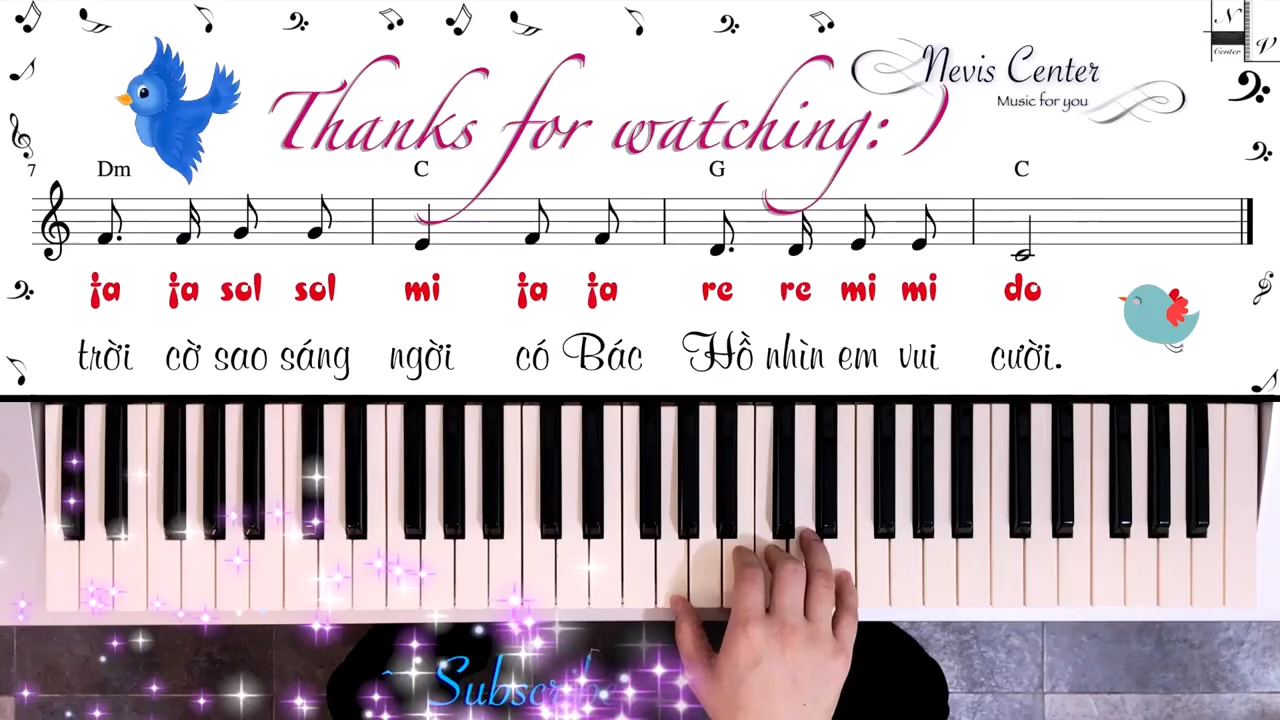 N
V
Center
Nevis Center
Music for you
Thanks for watching:)
7 Dm C G C
fa fa sol sol mi fa fa re re mi mi do
trời cờ sao sáng ngời có Bác Hồ nhìn em vui cười.
Subscribe